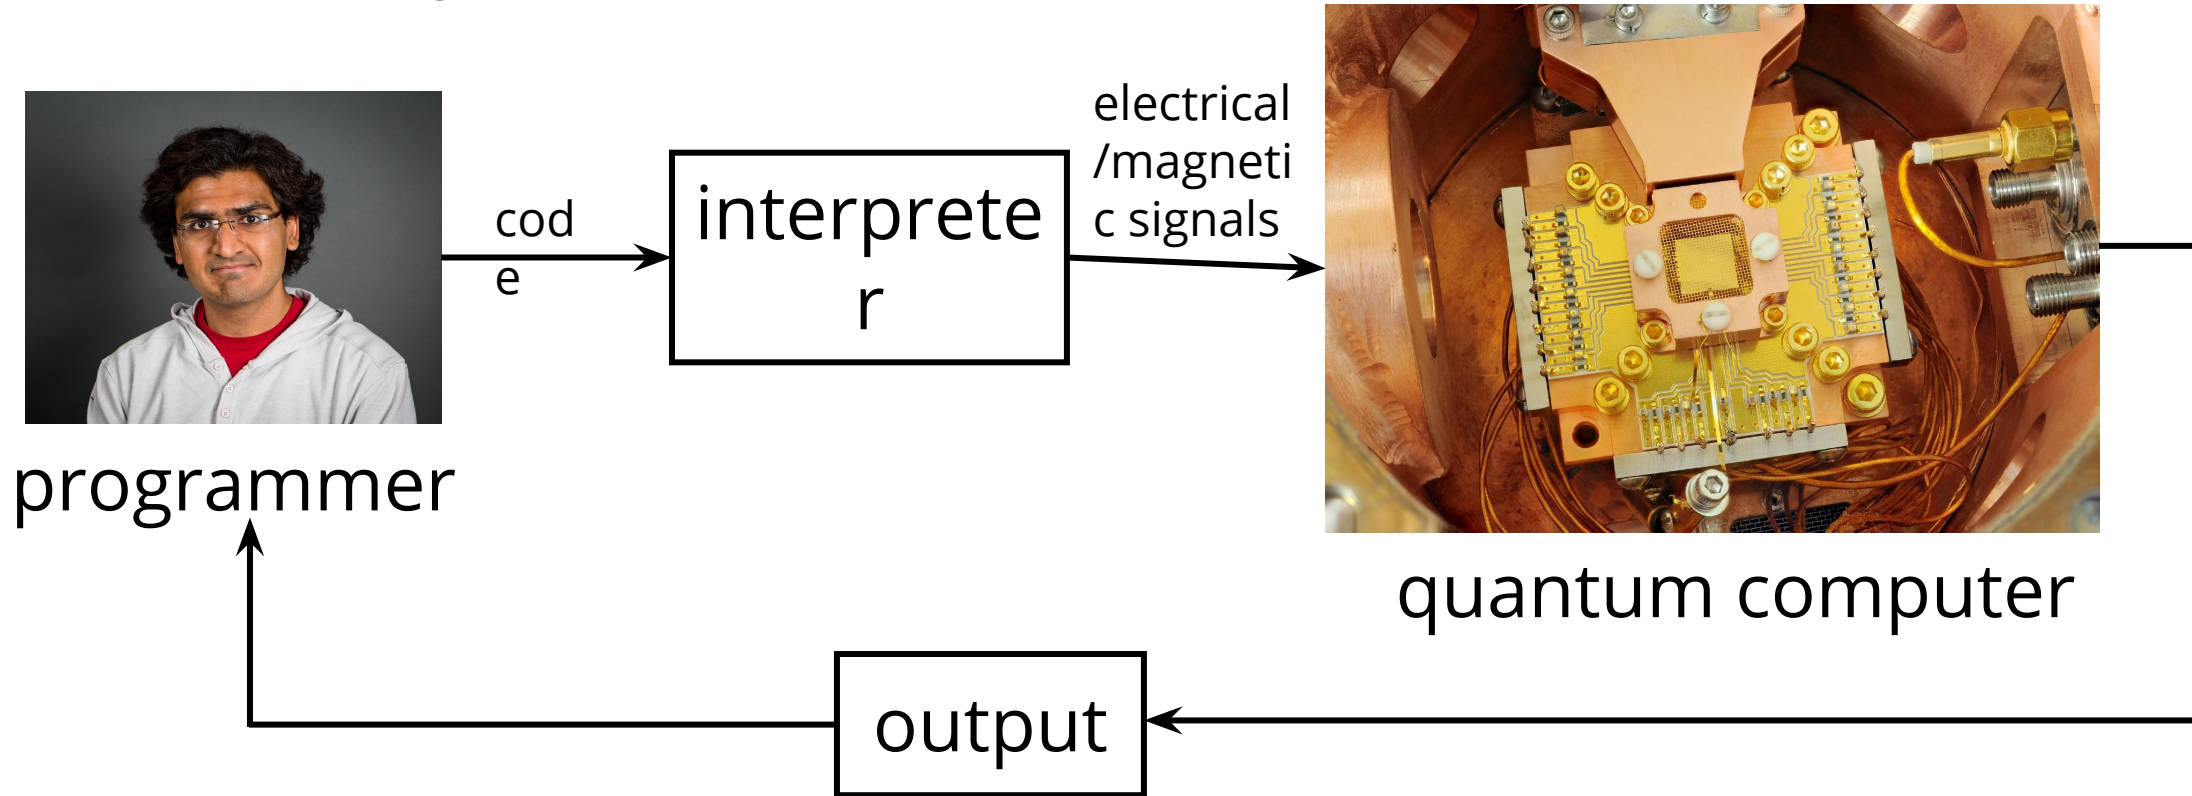 electrical
/magneti
c signals
cod
e
interprete
r
programmer
quantum computer
output